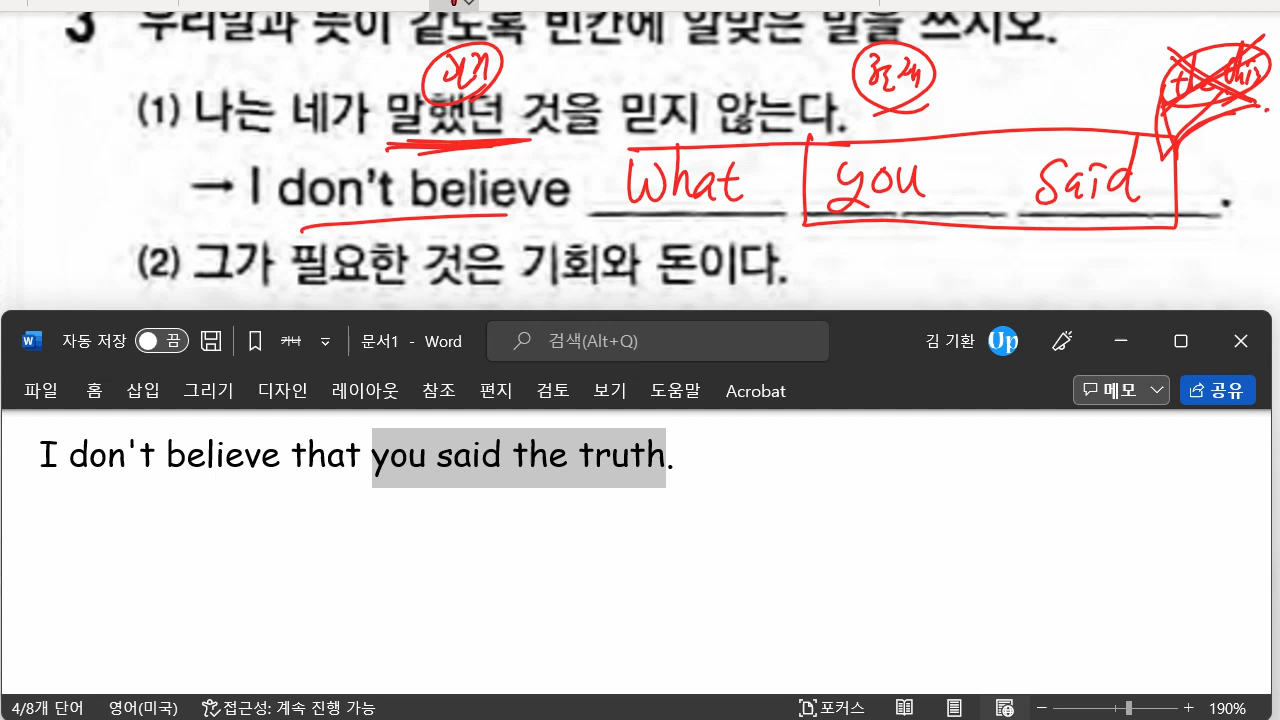 3 우리말과 뜻이 같도록 빈칸에 알맞은 말을 쓰시오.
과거 현재
(1) 나는 네가 말했던 것을 믿지 않는다.
→ I don't believe What you said.
(2) 그가 필요한 것은 기회와 돈이다.
자동 저장 끔 문서1 - Word 검색(Alt+Q) 김 기환 Up
파일 홈 삽입 그리기 디자인 레이아웃 참조 편지 검토 보기 도움말 Acrobat 메모 공유
I don't believe that you said the truth.
4/8개 단어 영어(미국) 접근성: 계속 진행 가능 포커스 190%